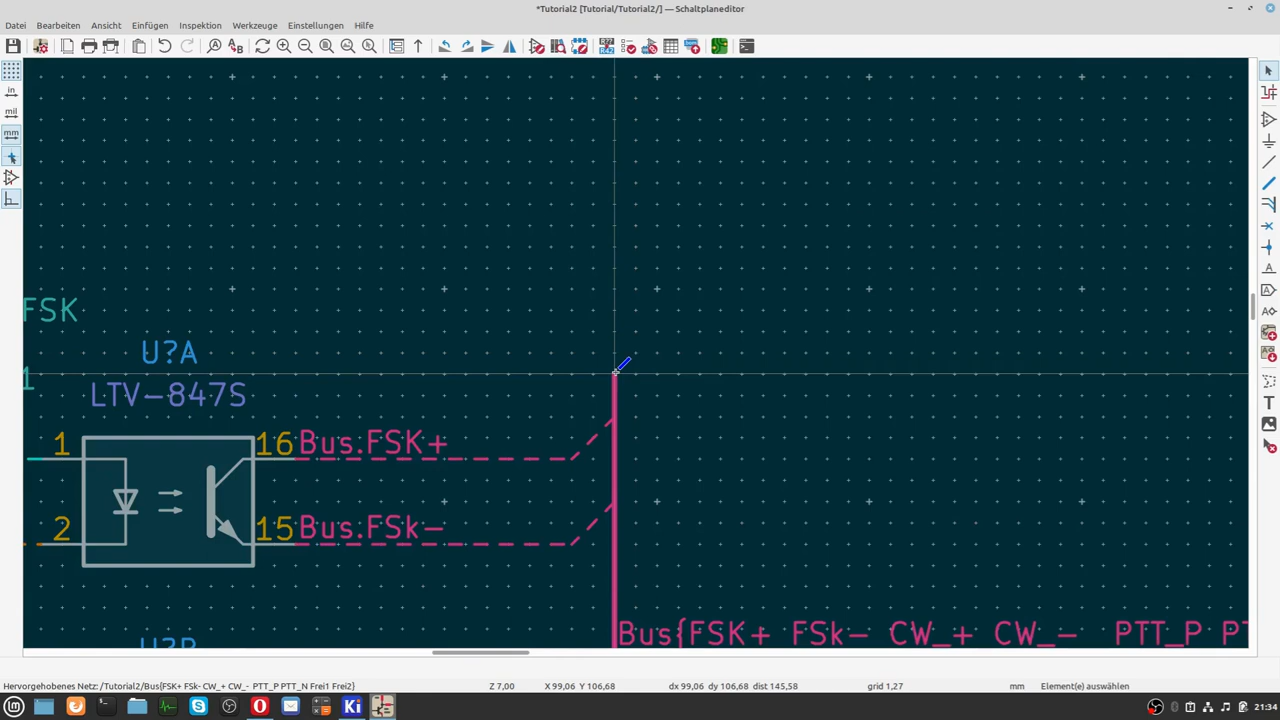 *Tutorial2 [Tutorial/Tutorial2/] — Schaltplaneditor
Datei Bearbeiten Ansicht Einfügen Inspektion Werkzeuge Einstellungen Hilfe
in
mil
mm
FSK
U?A
1
LTV-847S
1
16
Bus.FSK+
2
15
Bus.FSk-
U?B
Bus{FSK+ FSk- CW_+ CW_- PTT_P PT
Hervorgehobenes Netz: /Tutorial2/Bus{FSK+ FSk- CW_+ CW_- PTT_P PTT_N Frei1 Frei2} Z 7,00 X 99,06 Y 106,68 dx 99,06 dy 106,68 dist 145,58 grid 1,27 mm Element(e) auswählen
21:34